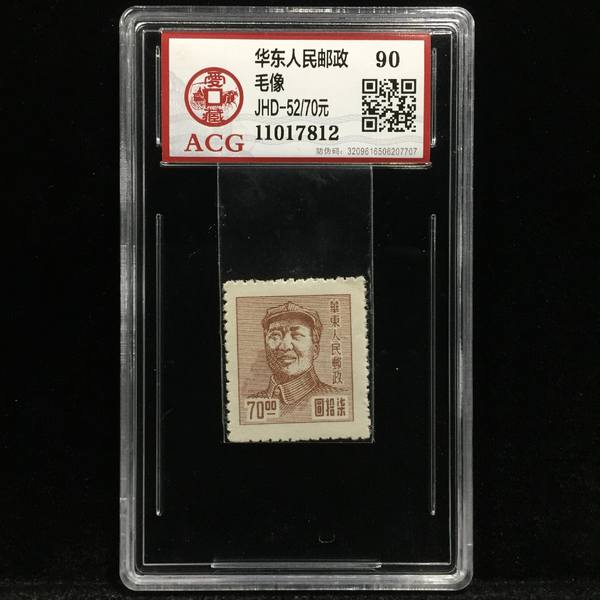 华东人民邮政 90
毛像
JHD-52/70元
11017812
ACG
防伪码：3209616506207707
華東人民郵政
70.00
圓拾柒